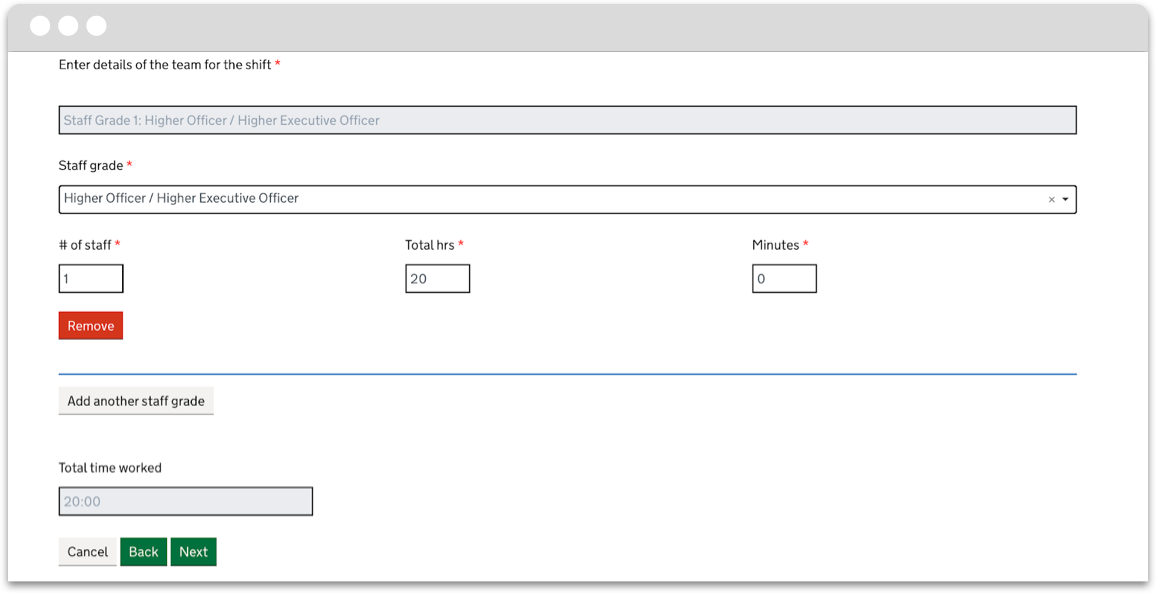 Enter details of the team for the shift *
Staff Grade 1: Higher Officer / Higher Executive Officer
Staff grade *
Higher Officer / Higher Executive Officer × 
# of staff * Total hrs * Minutes *
1 20 0
Remove
Add another staff grade
Total time worked
20:00
Cancel Back Next